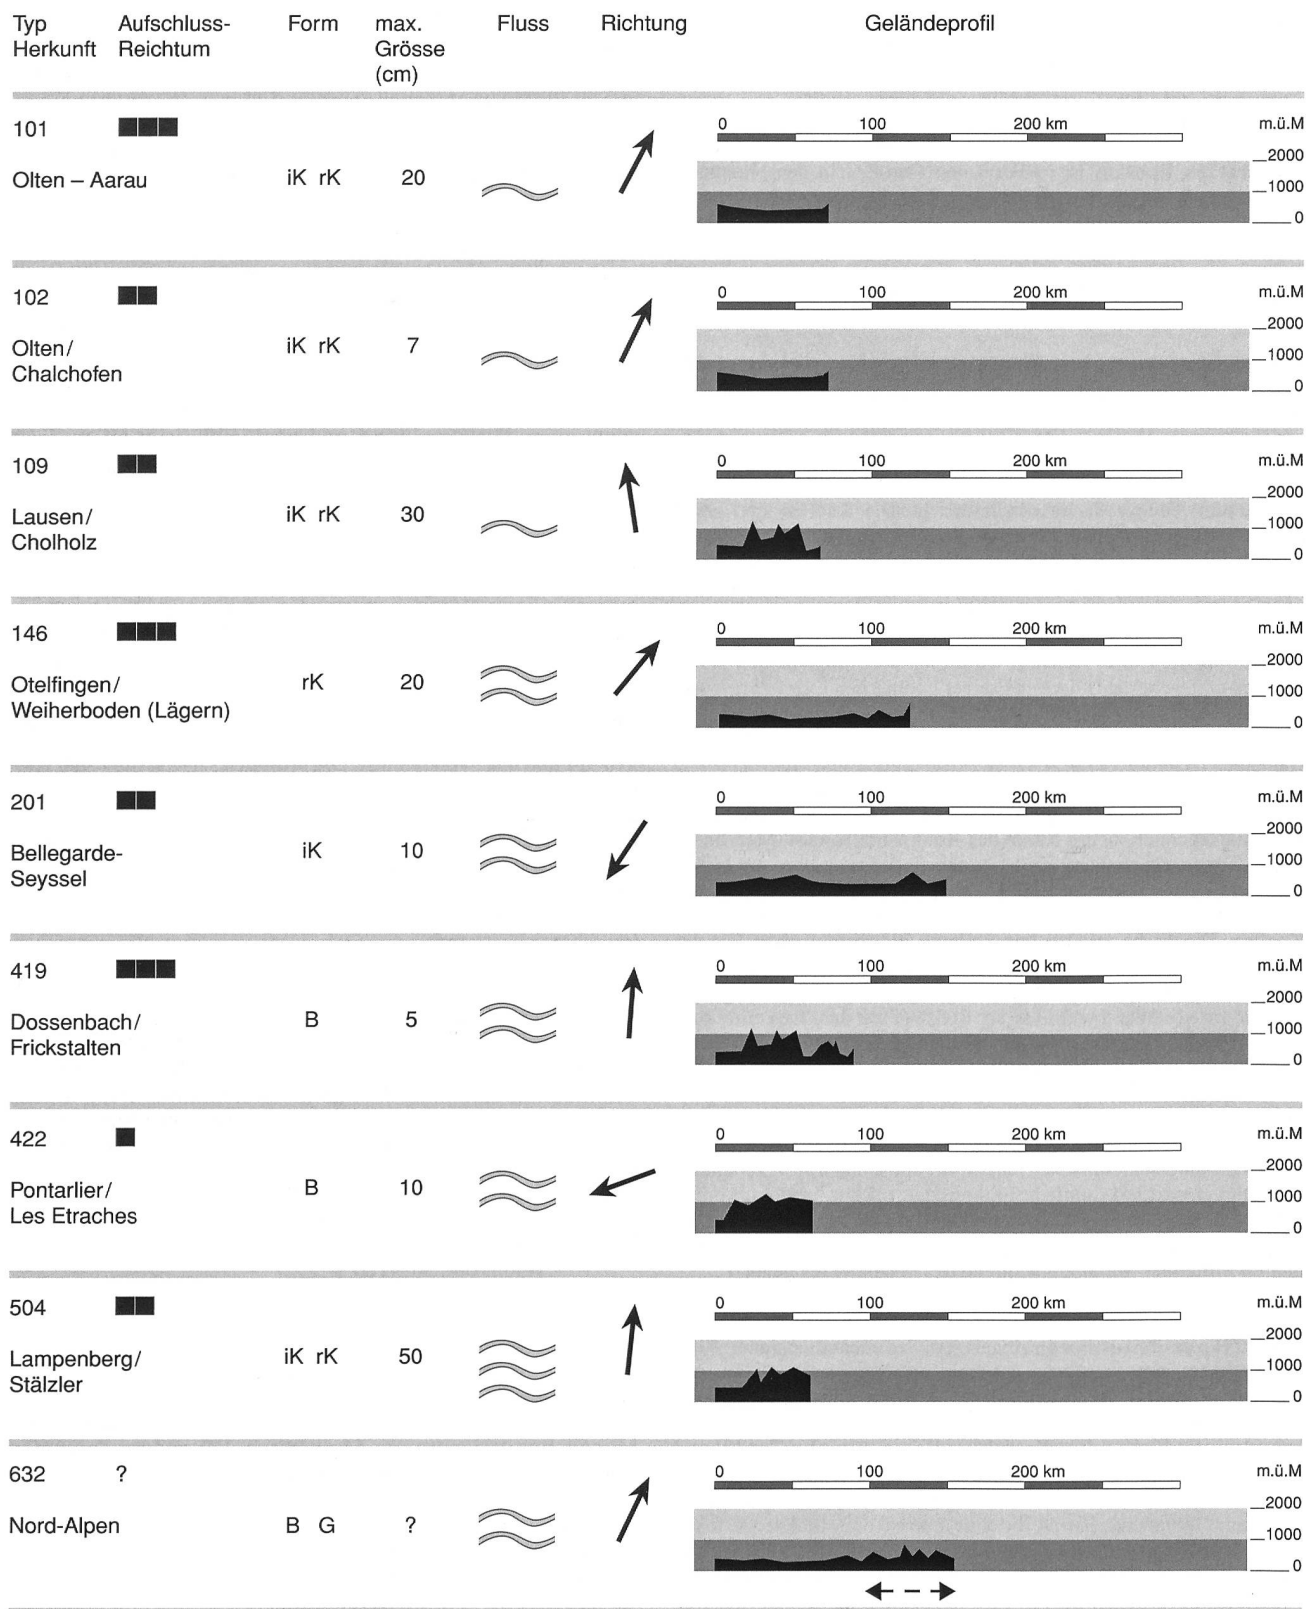 Typ Aufschluss- Form max. Fluss Richtung Geländeprofil
Herkunft Reichtum Grösse
(cm)
101 0 100 200 km m.ü.M
2000
Olten – Aarau iK rK 20 1000
0
102 0 100 200 km m.ü.M
2000
Olten/ iK rK 7 1000
Chalchofen 0
109 0 100 200 km m.ü.M
2000
Lausen/ iK rK 30 1000
Cholholz 0
146 0 100 200 km m.ü.M
2000
Otelfingen/ rK 20 1000
Weiherboden (Lägern) 0
201 0 100 200 km m.ü.M
2000
Bellegarde- iK 10 1000
Seyssel 0
419 0 100 200 km m.ü.M
2000
Dossenbach/ B 5 1000
Frickstalten 0
422 0 100 200 km m.ü.M
2000
Pontarlier/ B 10 1000
Les Etraches 0
504 0 100 200 km m.ü.M
2000
Lampenberg/ iK rK 50 1000
Stälzler 0
632 ? 0 100 200 km m.ü.M
2000
Nord-Alpen B G ? 1000
0